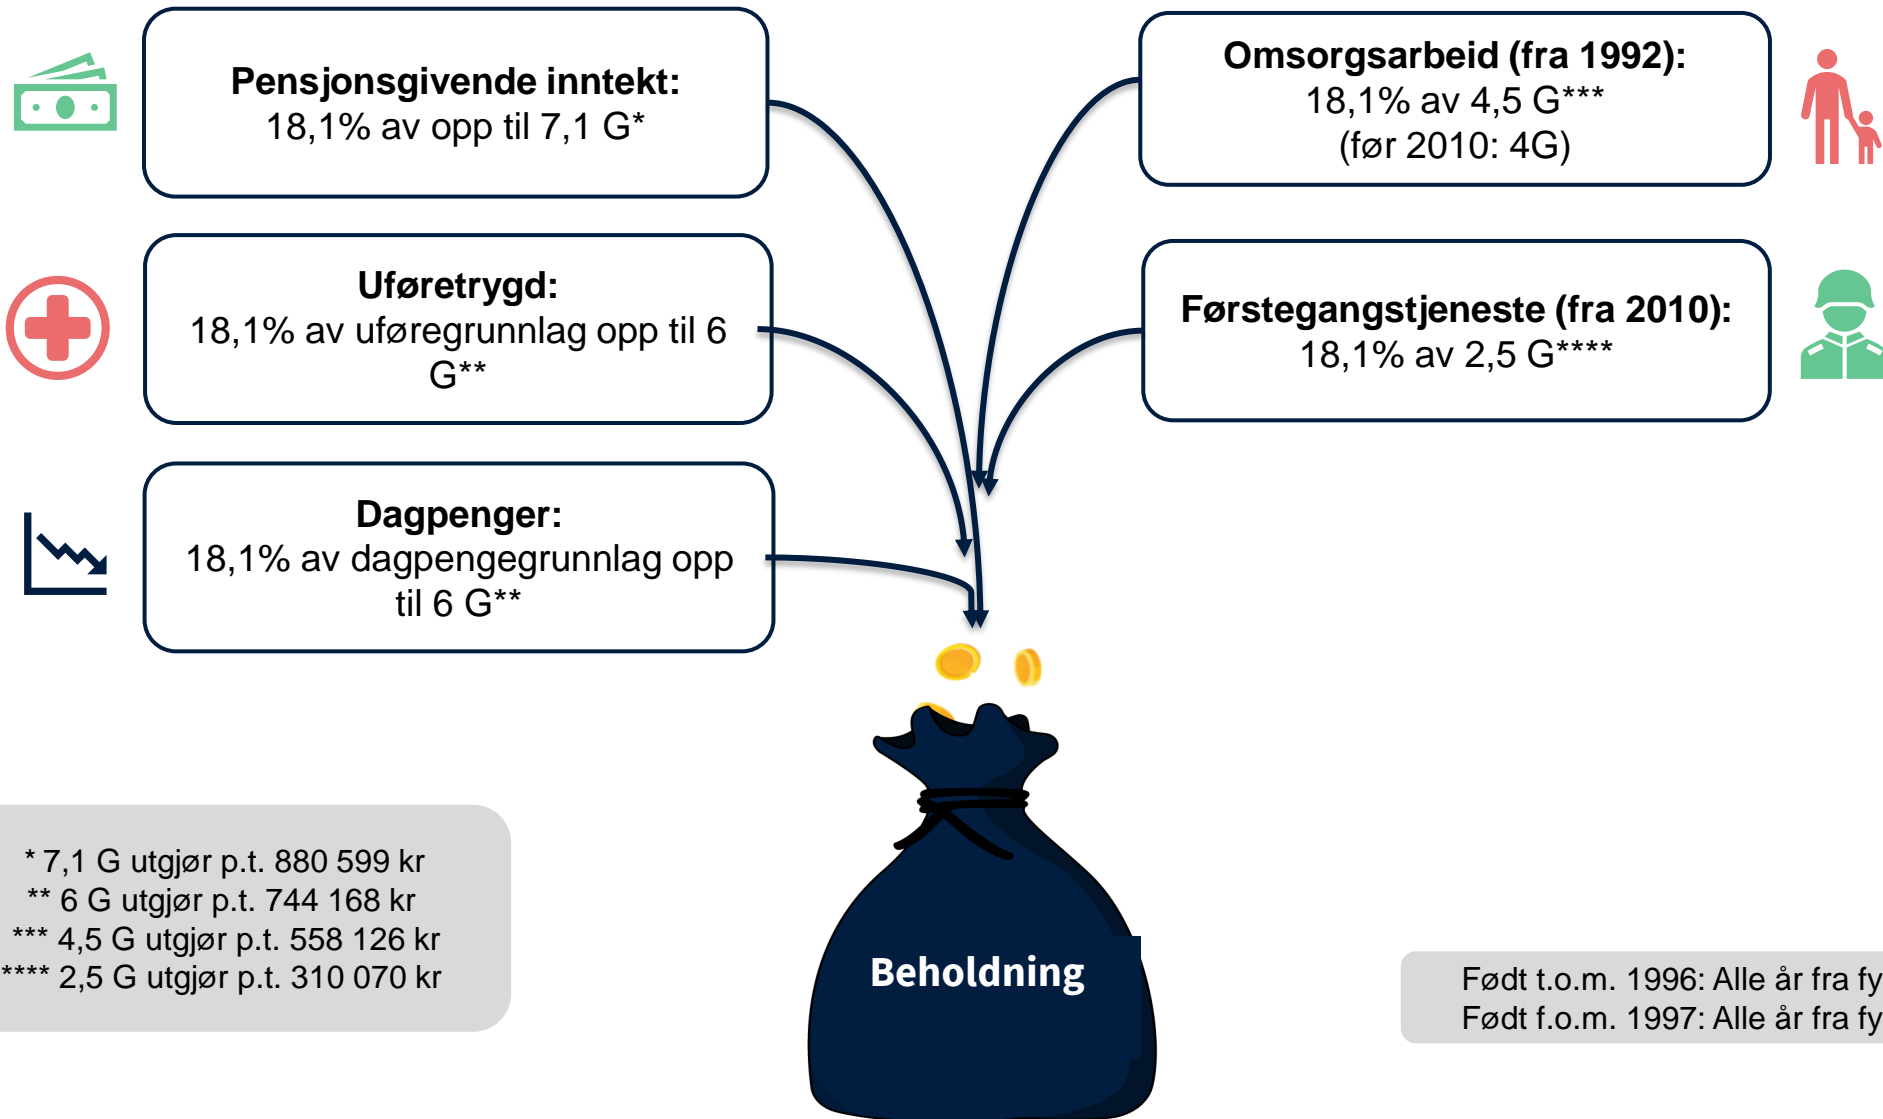 Pensjonsgivende inntekt:
18,1% av opp til 7,1 G*
Omsorgsarbeid (fra 1992):
18,1% av 4,5 G***
(før 2010: 4G)
Uføretrygd:
18,1% av uføregrunnlag opp til 6
G**
Førstegangstjeneste (fra 2010):
18,1% av 2,5 G****
Dagpenger:
18,1% av dagpengegrunnlag opp
til 6 G**
* 7,1 G utgjør p.t. 880 599 kr
** 6 G utgjør p.t. 744 168 kr
*** 4,5 G utgjør p.t. 558 126 kr
**** 2,5 G utgjør p.t. 310 070 kr
Beholdning
Født t.o.m. 1996: Alle år fra
Født f.o.m. 1997: Alle år fra